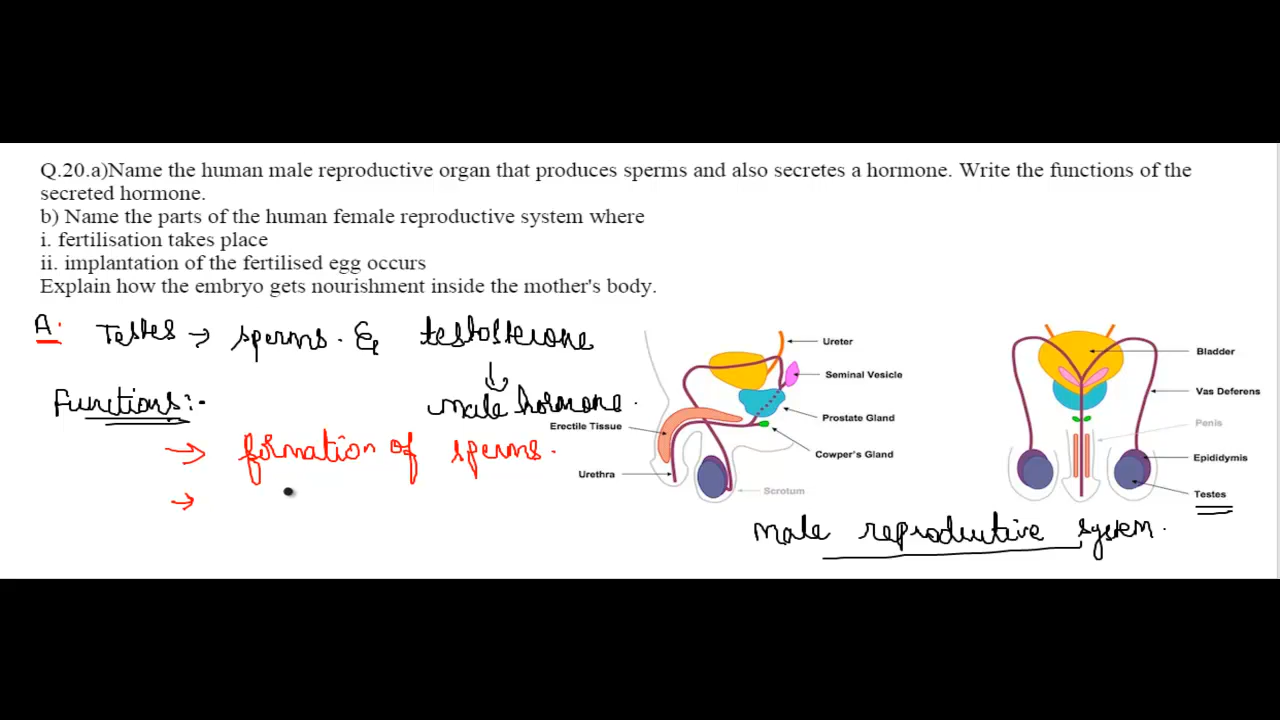 Q.20.a)Name the human male reproductive organ that produces sperms and also secretes a hormone. Write the functions of the
secreted hormone.
b) Name the parts of the human female reproductive system where
i. fertilisation takes place
ii. implantation of the fertilised egg occurs
Explain how the embryo gets nourishment inside the mother's body.
A. Testes → sperms. & testosterone
↓
male hormone.
Functions:-
→ formation of sperms.
→
Ureter
Seminal Vesicle
Prostate Gland
Erectile Tissue
Cowper's Gland
Urethra
Scrotum
Bladder
Vas Deferens
Penis
Epididymis
Testes
male reproductive system.